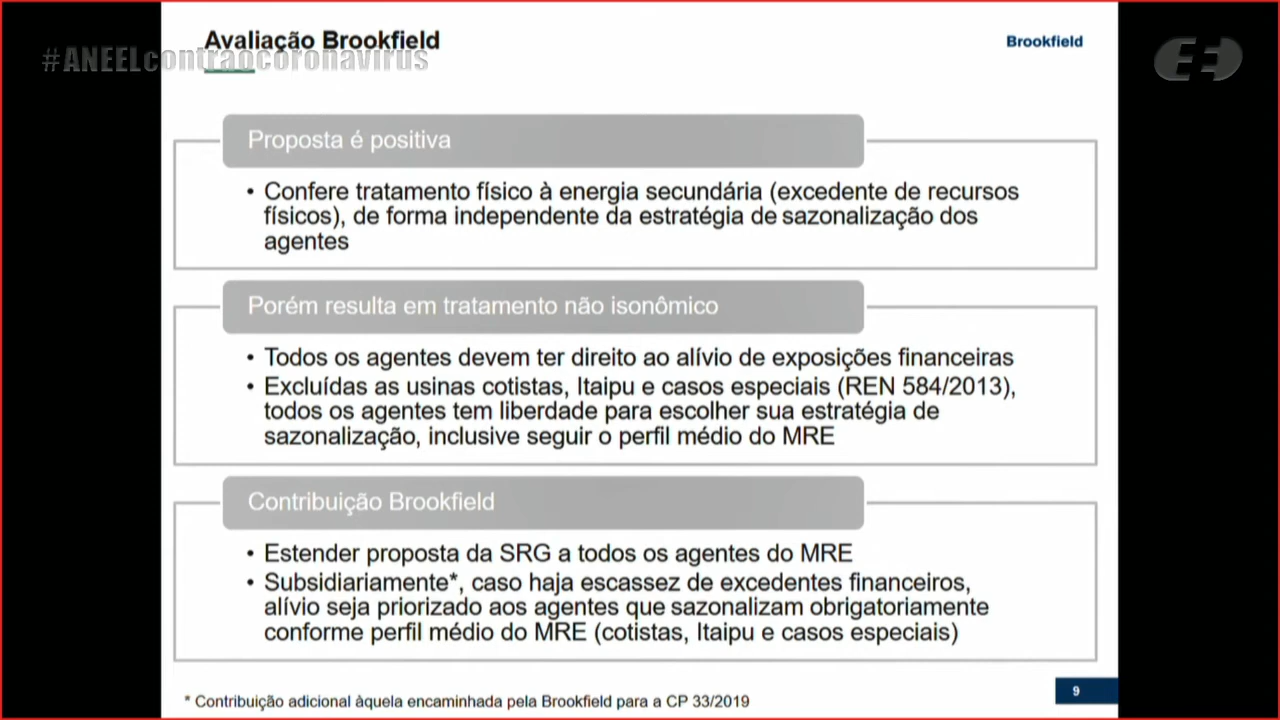 Avaliação Brookfield
Brookfield
#ANEELcontraocoronavirus
Proposta é positiva
• Confere tratamento físico à energia secundária (excedente de recursos
físicos), de forma independente da estratégia de sazonalização dos
agentes
Porém resulta em tratamento não isonômico
• Todos os agentes devem ter direito ao alívio de exposições financeiras
• Excluídas as usinas cotistas, Itaipu e casos especiais (REN 584/2013),
todos os agentes tem liberdade para escolher sua estratégia de
sazonalização, inclusive seguir o perfil médio do MRE
Contribuição Brookfield
• Estender proposta da SRG a todos os agentes do MRE
• Subsidiariamente*, caso haja escassez de excedentes financeiros,
alívio seja priorizado aos agentes que sazonalizam obrigatoriamente
conforme perfil médio do MRE (cotistas, Itaipu e casos especiais)
* Contribuição adicional àquela encaminhada pela Brookfield para a CP 33/2019
9